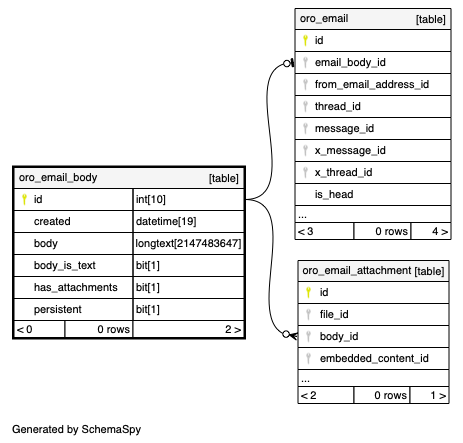 oro_email [table]
id
email_body_id
from_email_address_id
thread_id
message_id
x_message_id
x_thread_id
is_head
...
< 3 0 rows 4 >
oro_email_body [table]
id int[10]
created datetime[19]
body longtext[2147483647]
body_is_text bit[1]
has_attachments bit[1]
persistent bit[1]
< 0 0 rows 2 >
oro_email_attachment [table]
id
file_id
body_id
embedded_content_id
...
< 2 0 rows 1 >
Generated by SchemaSpy